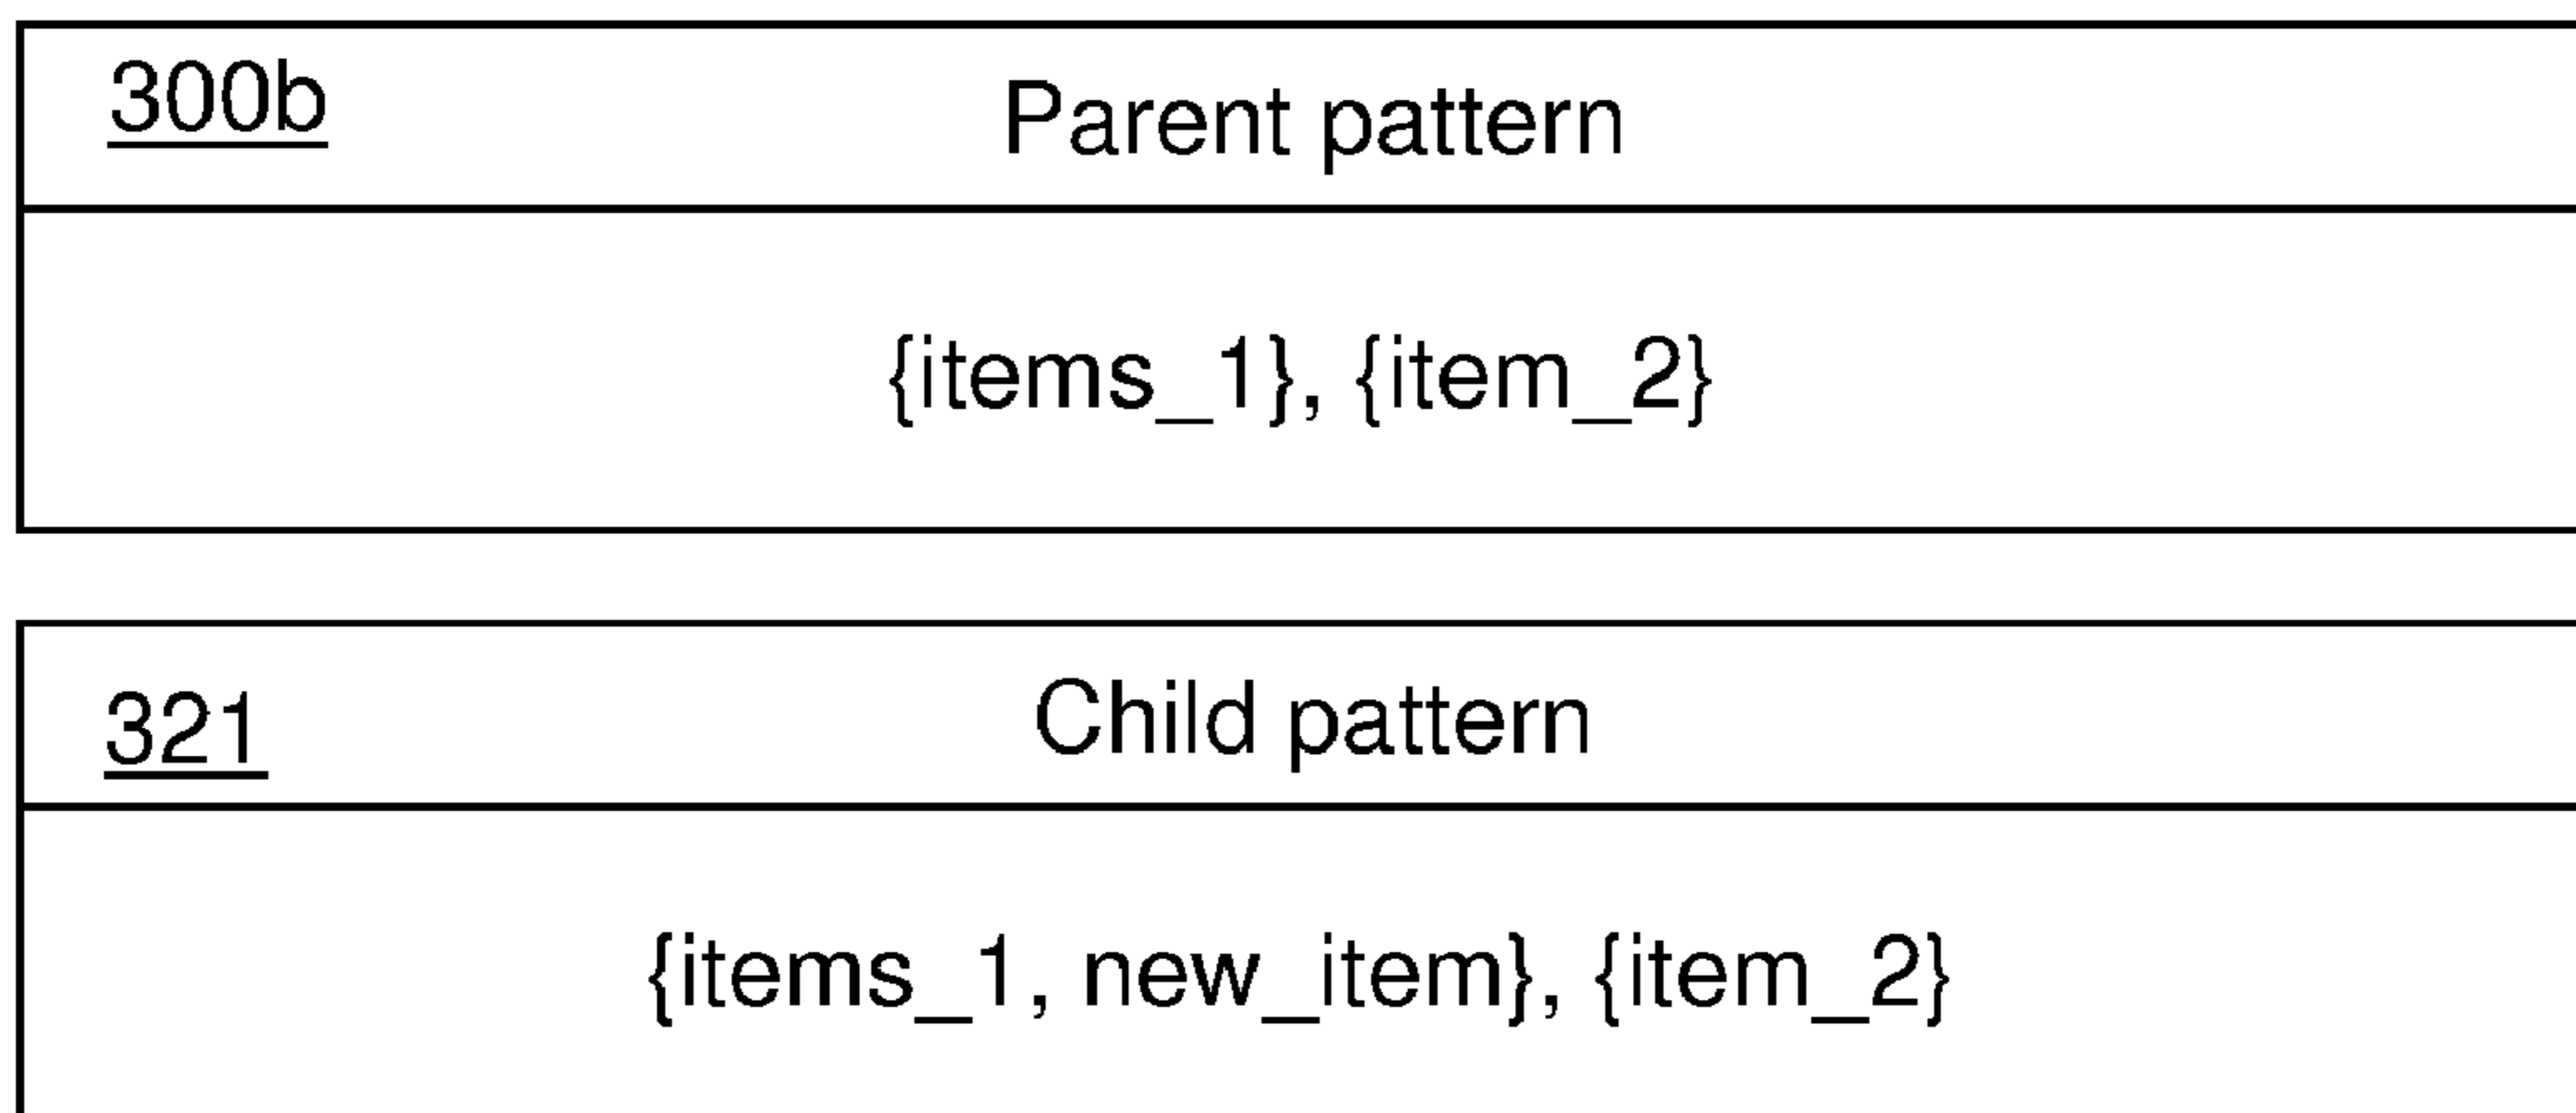 300b Parent pattern
{items_1}, {item_2}
321 Child pattern
{items_1, new_item}, {item_2}